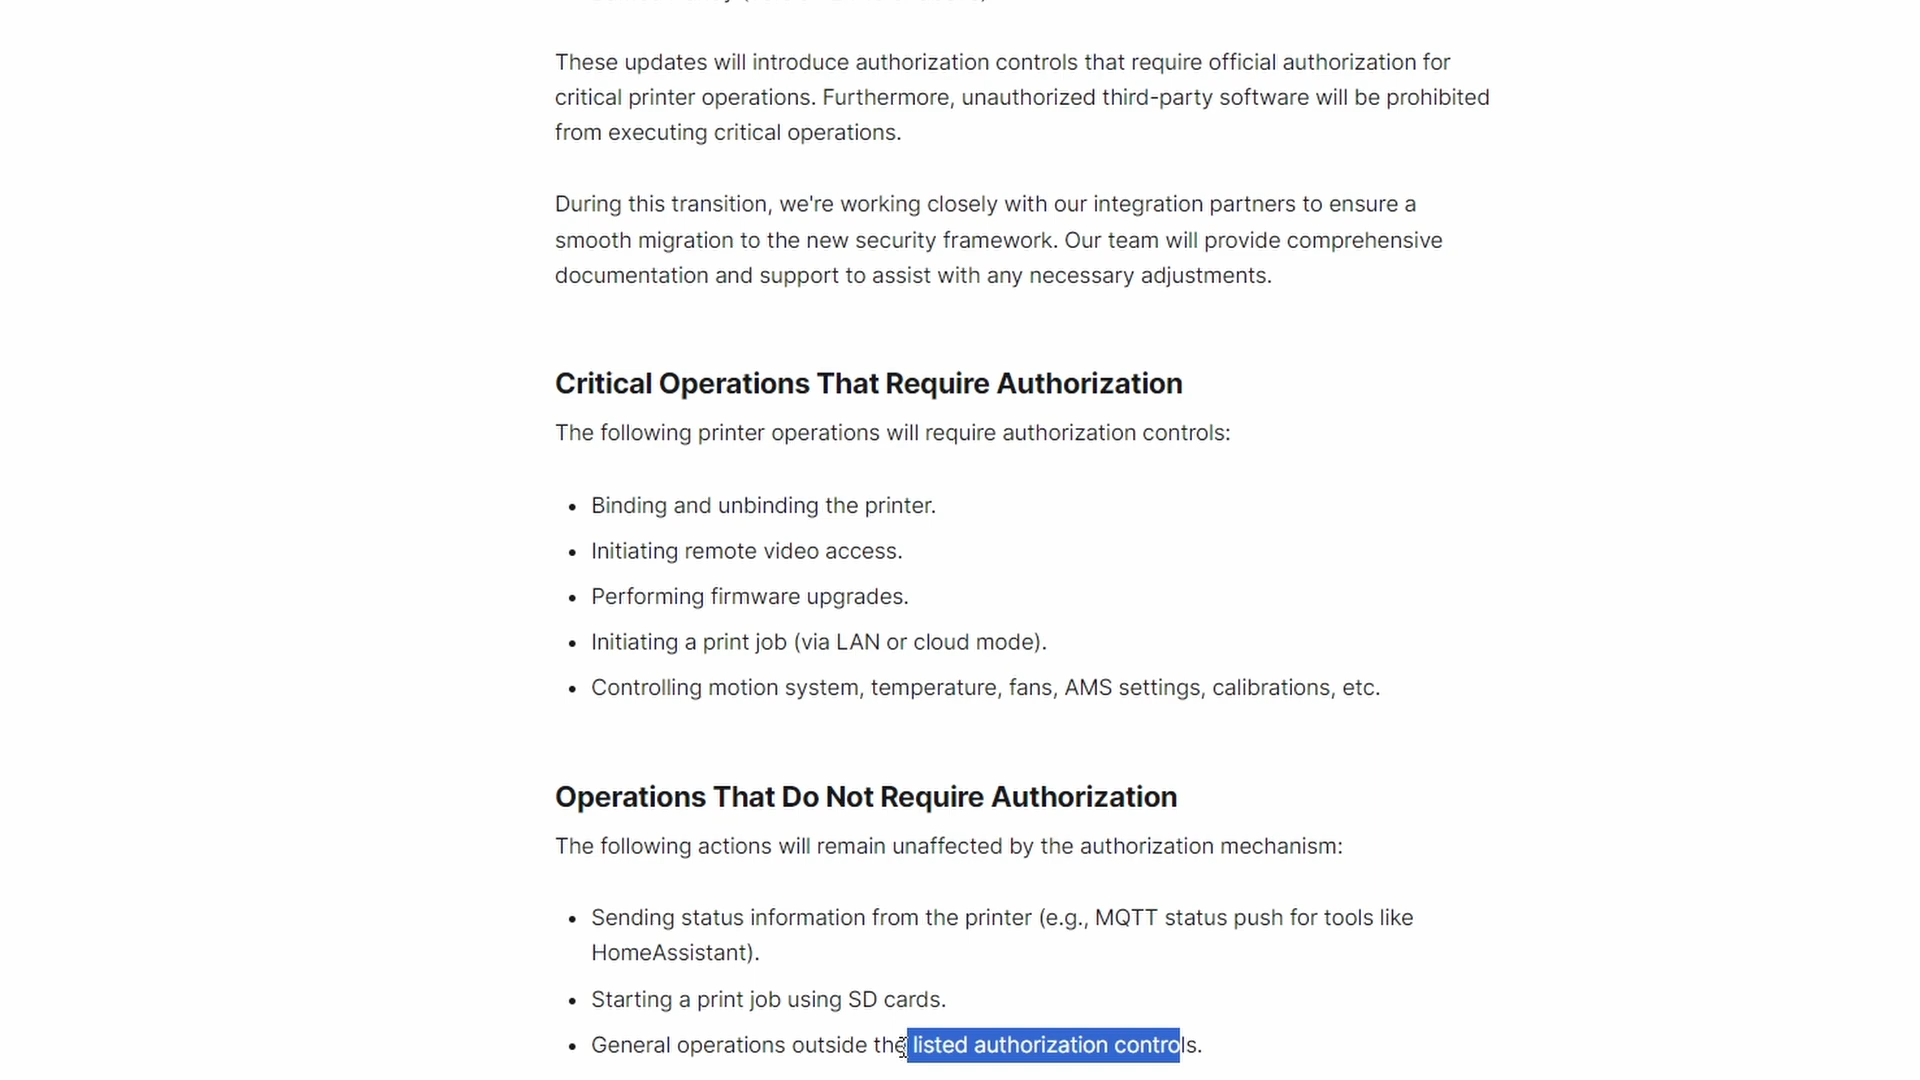 These updates will introduce authorization controls that require official authorization for
critical printer operations. Furthermore, unauthorized third-party software will be prohibited
from executing critical operations.
During this transition, we're working closely with our integration partners to ensure a
smooth migration to the new security framework. Our team will provide comprehensive
documentation and support to assist with any necessary adjustments.
Critical Operations That Require Authorization
The following printer operations will require authorization controls:
• Binding and unbinding the printer.
• Initiating remote video access.
• Performing firmware upgrades.
• Initiating a print job (via LAN or cloud mode).
• Controlling motion system, temperature, fans, AMS settings, calibrations, etc.
Operations That Do Not Require Authorization
The following actions will remain unaffected by the authorization mechanism:
• Sending status information from the printer (e.g., MQTT status push for tools like
HomeAssistant).
• Starting a print job using SD cards.
• General operations outside the listed authorization controls.